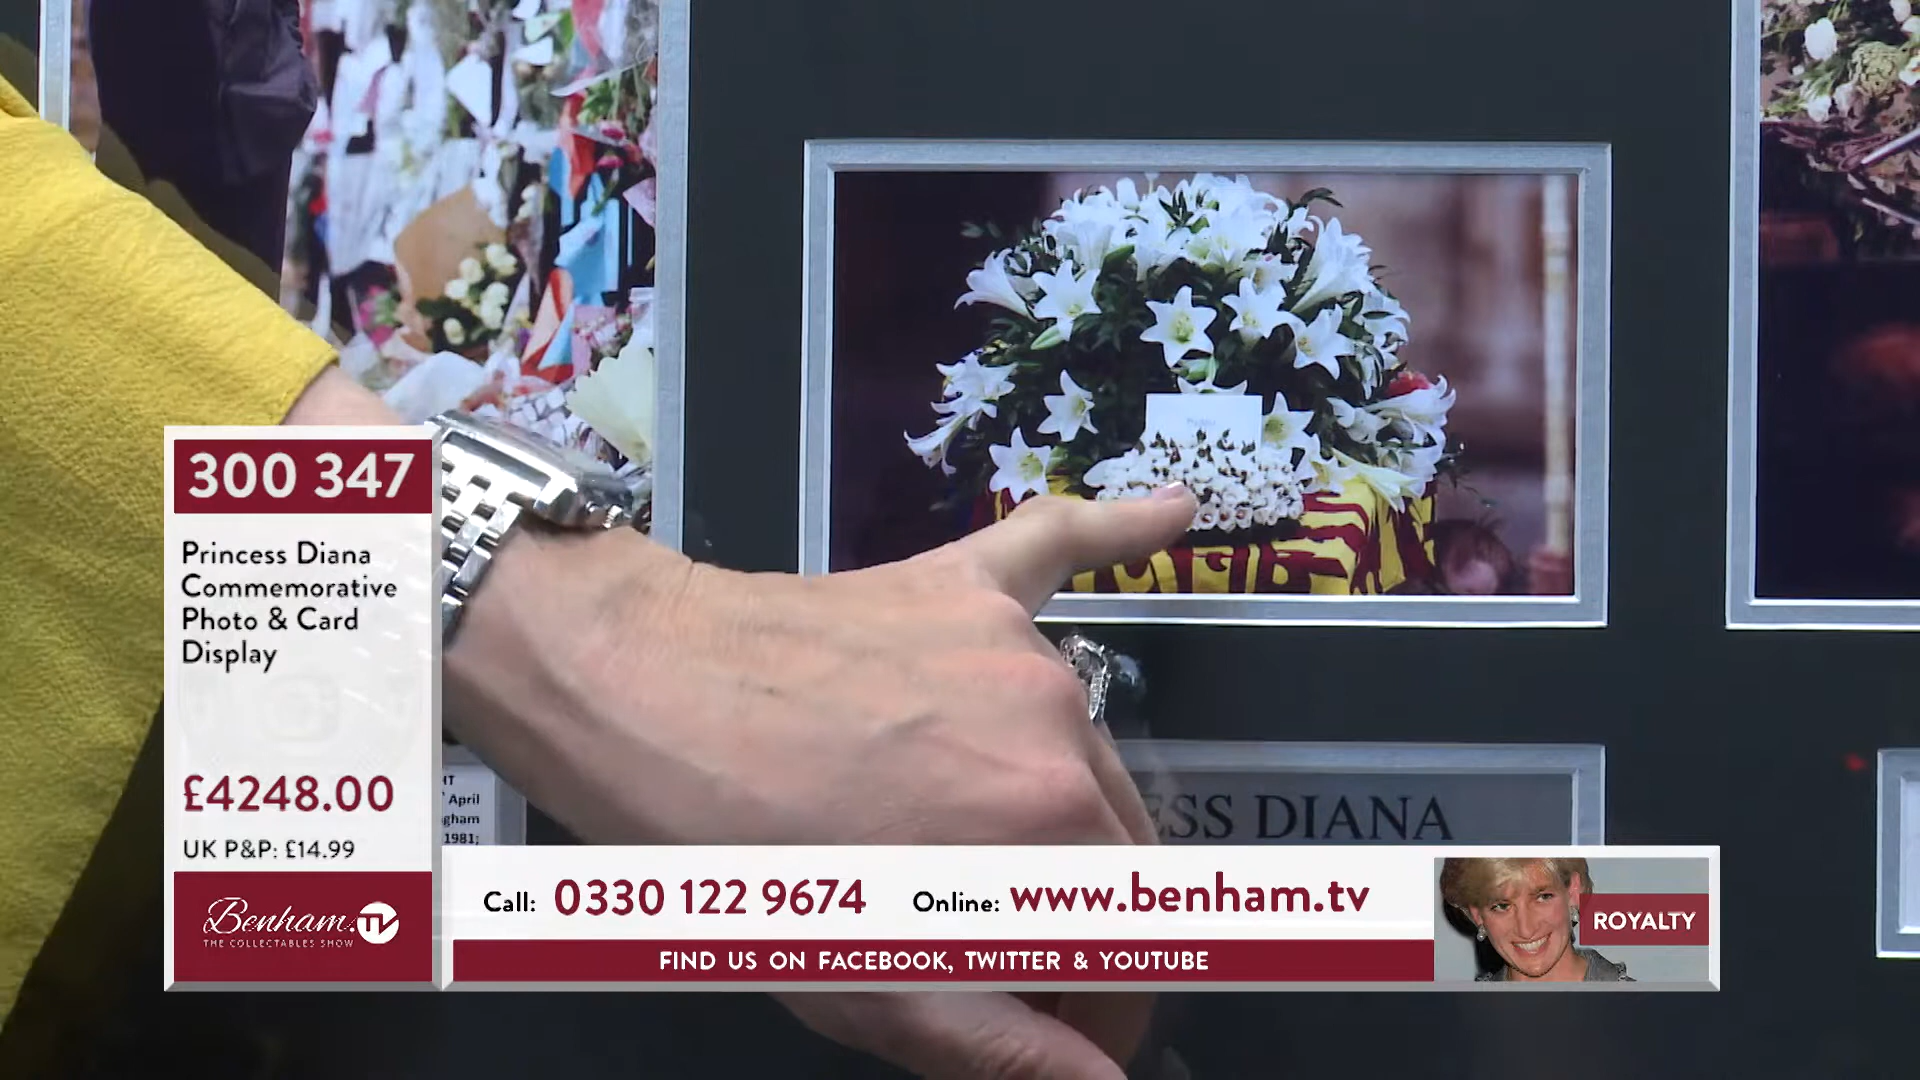 300 347
Princess Diana
Commemorative
Photo & Card
Display
£4248.00
UK P&P: £14.99
Benham.TV
THE COLLECTABLES SHOW
April
1981;
DIANA
Call: 0330 122 9674
Online: www.benham.tv
FIND US ON FACEBOOK, TWITTER & YOUTUBE
ROYALTY